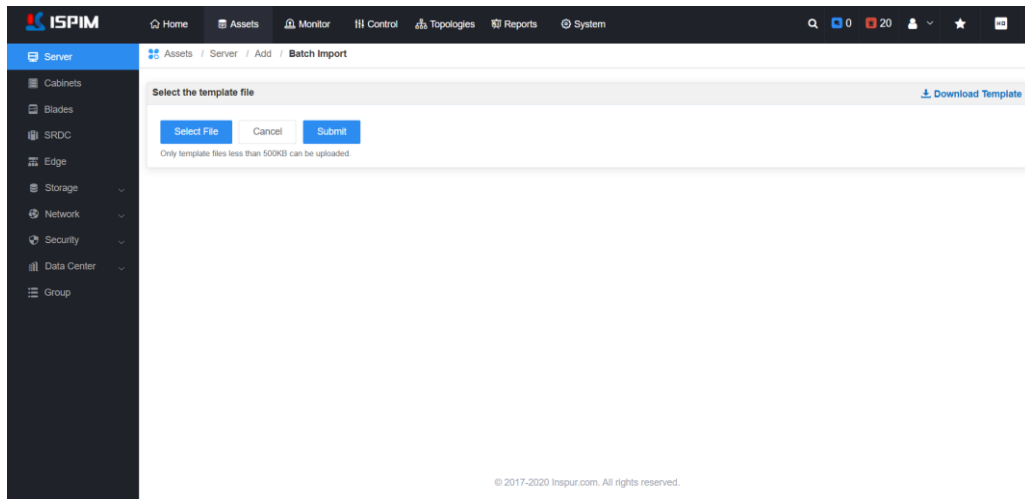 ISPIM Home Assets Monitor Control Topologies Reports System 0 20 HQ
Server
Assets / Server / Add / Batch Import
Cabinets
Select the template file Download Template
Blades
SRDC
Select File Cancel Submit
Only template files less than 500KB can be uploaded.
Edge
Storage
Network
Security
Data Center
Group
© 2017-2020 Inspur.com. All rights reserved.